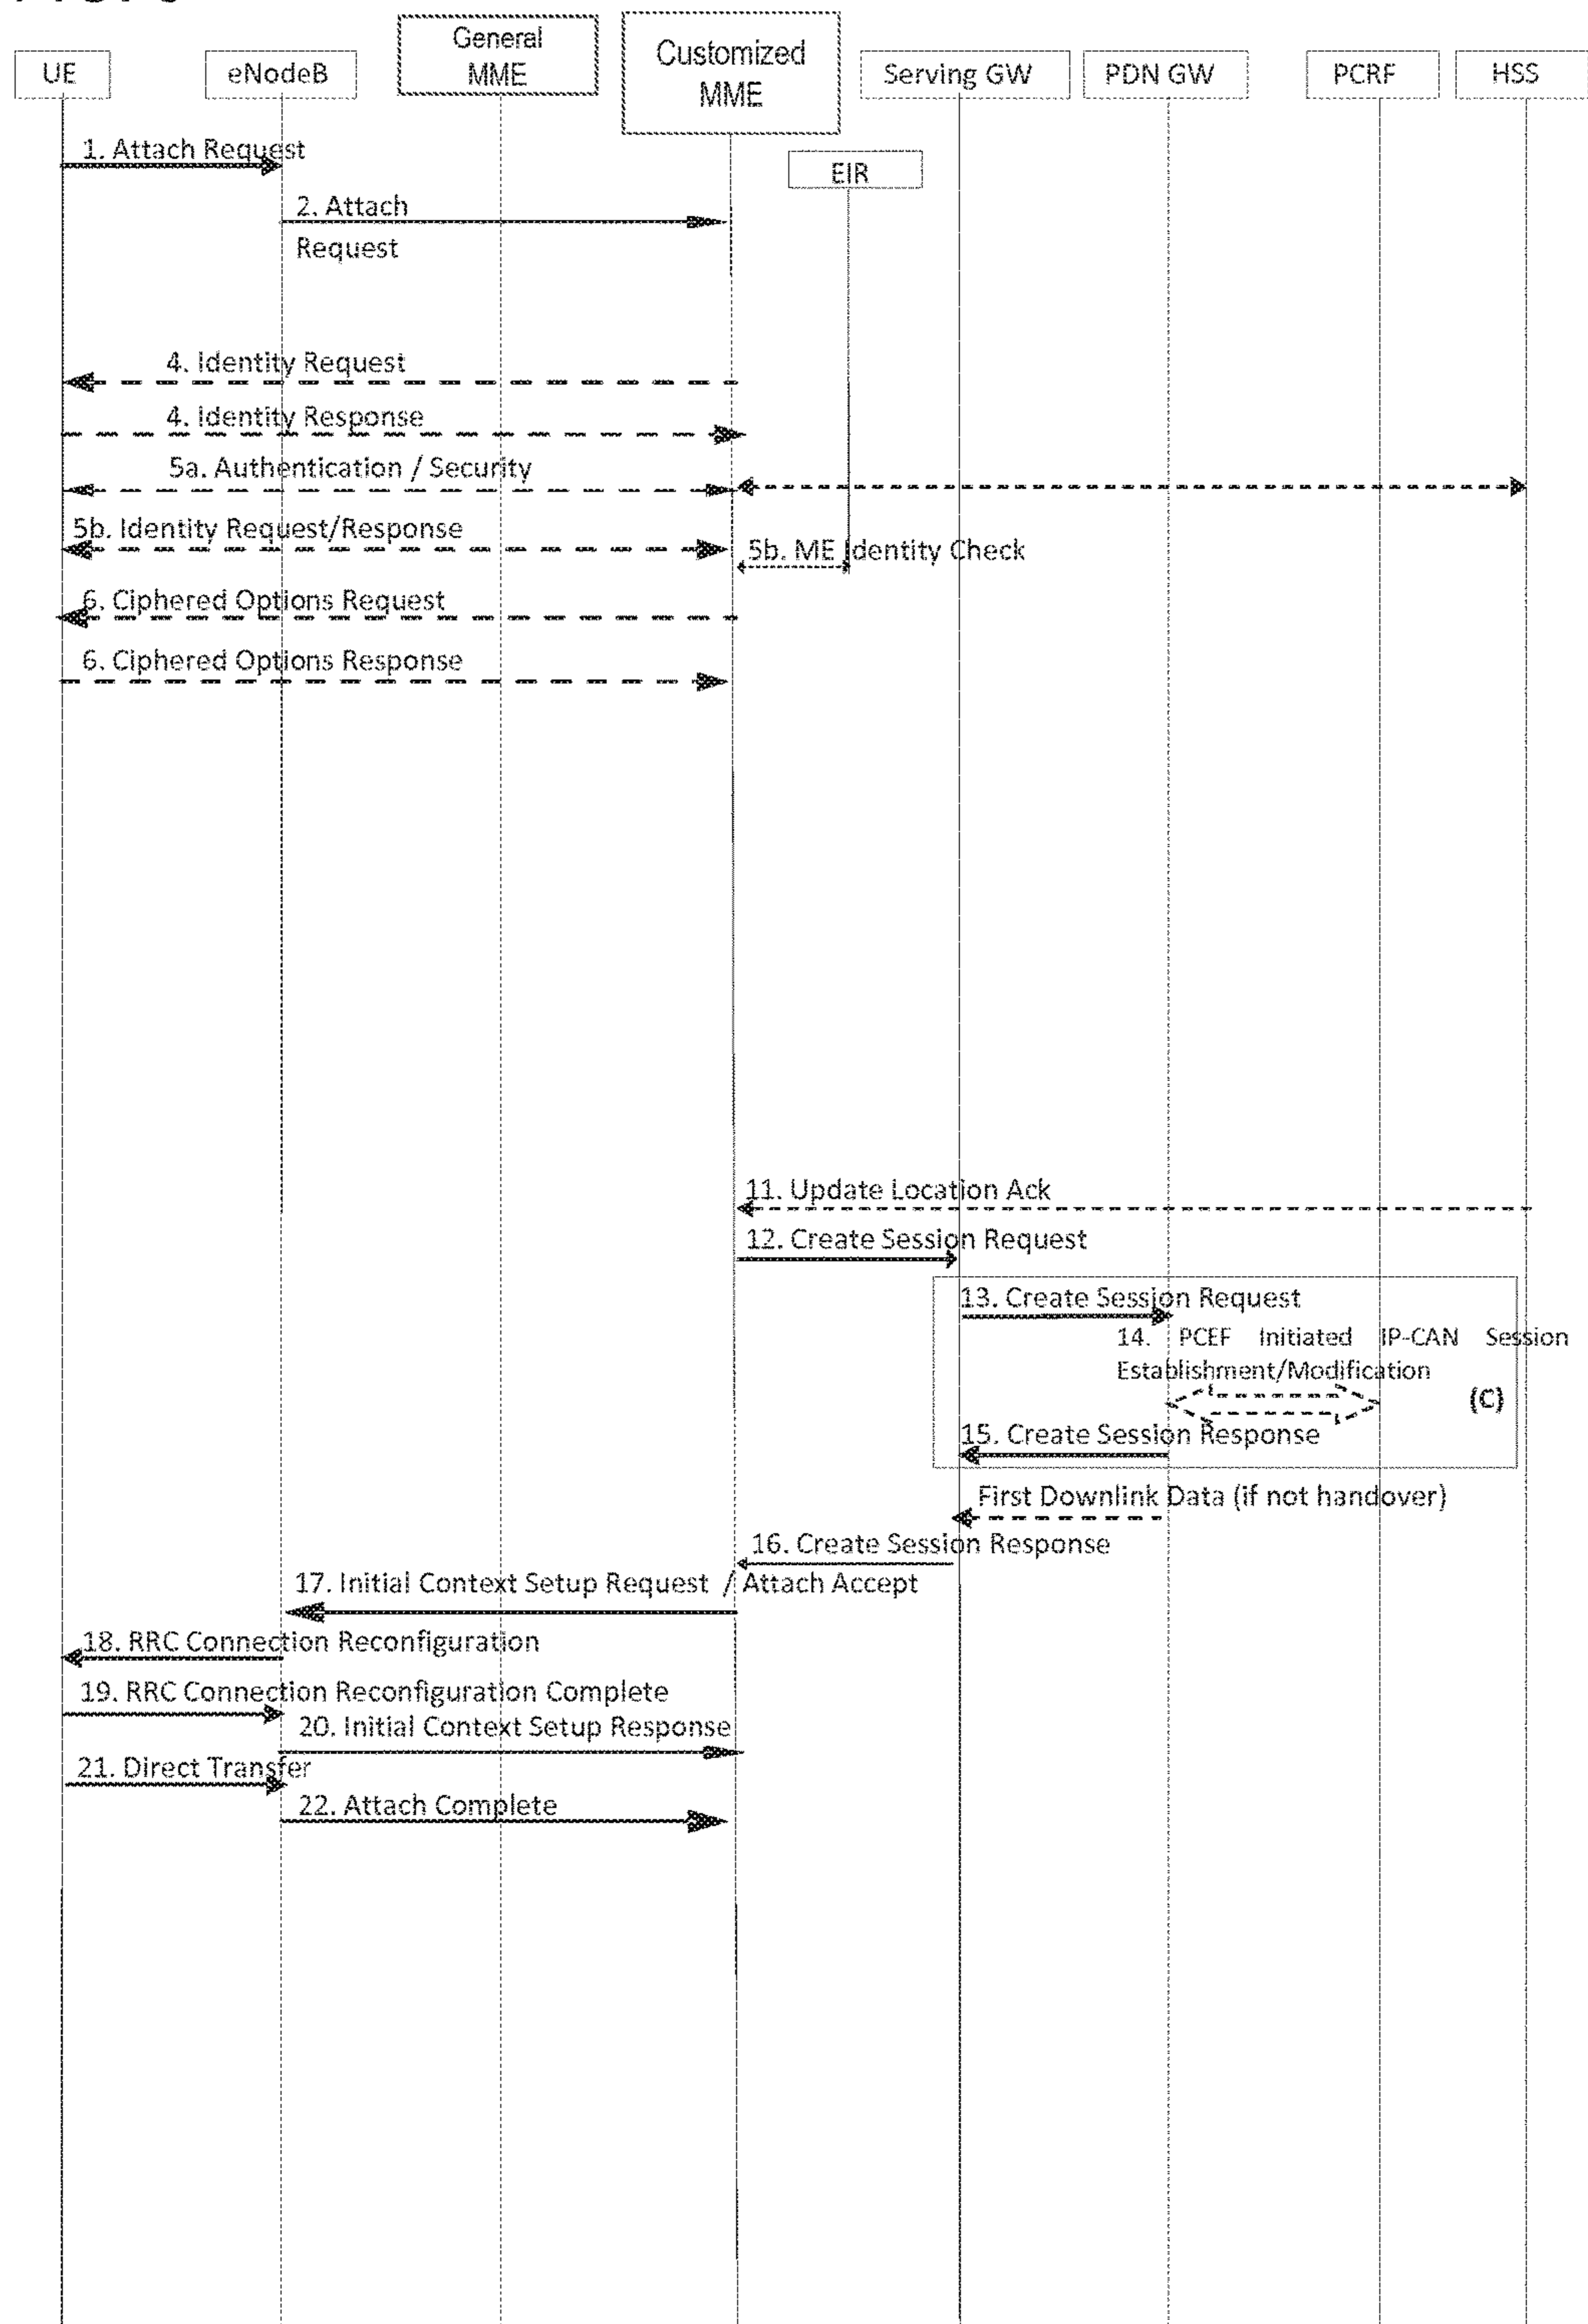 UE
eNodeB
General
MME
Customized
MME
Serving GW
PDN GW
PCRF
HSS
1. Attach Request
EIR
2. Attach
Request
4. Identity Request
4. Identity Response
5a. Authentication / Security
5b. Identity Request/Response
5b. ME Identity Check
6. Ciphered Options Request
6. Ciphered Options Response
11. Update Location Ack
12. Create Session Request
13. Create Session Request
14. PCEF Initiated IP-CAN Session
Establishment/Modification
(C)
15. Create Session Response
First Downlink Data (if not handover)
16. Create Session Response
17. Initial Context Setup Request / Attach Accept
18. RRC Connection Reconfiguration
19. RRC Connection Reconfiguration Complete
20. Initial Context Setup Response
21. Direct Transfer
22. Attach Complete